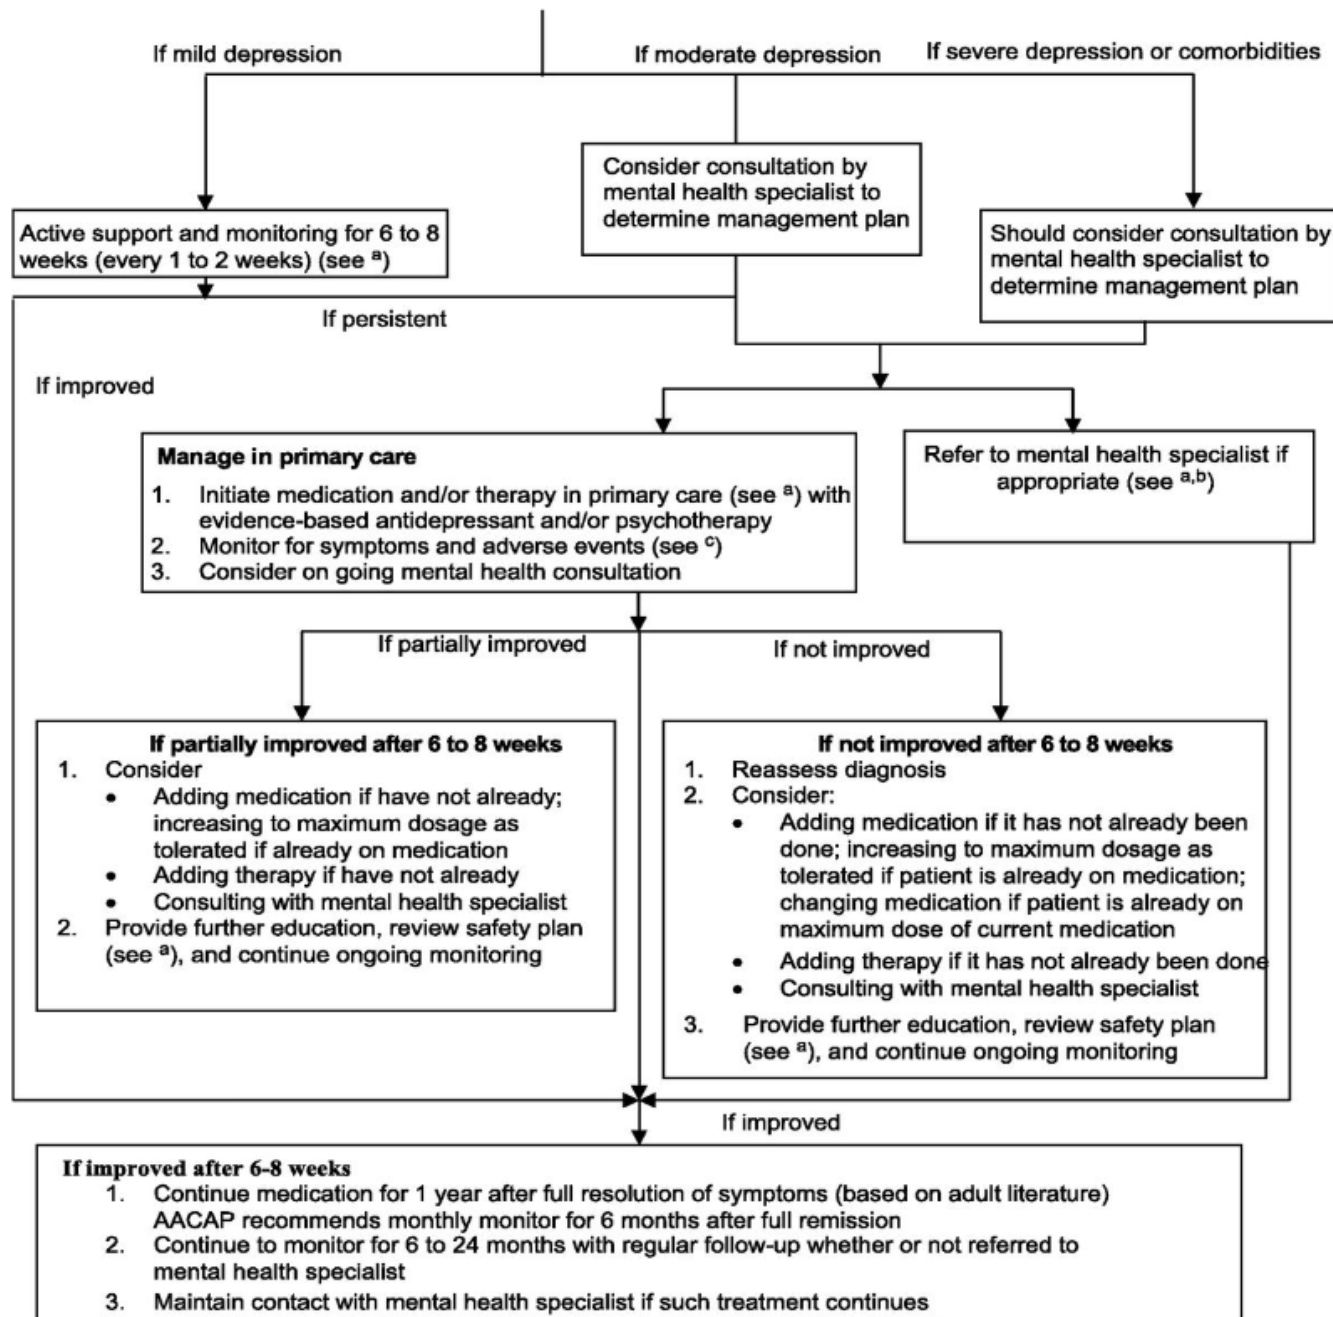 If mild depression
If moderate depression
If severe depression or comorbidities
Consider consultation by
mental health specialist to
determine management plan
Active support and monitoring for 6 to 8
weeks (every 1 to 2 weeks) (see a)
Should consider consultation by
mental health specialist to
determine management plan
If persistent
If improved
Manage in primary care
1. Initiate medication and/or therapy in primary care (see a) with
evidence-based antidepressant and/or psychotherapy
2. Monitor for symptoms and adverse events (see c)
3. Consider on going mental health consultation
Refer to mental health specialist if
appropriate (see a,b)
If partially improved
If not improved
If partially improved after 6 to 8 weeks
1. Consider
• Adding medication if have not already;
increasing to maximum dosage as
tolerated if already on medication
• Adding therapy if have not already
• Consulting with mental health specialist
2. Provide further education, review safety plan
(see a), and continue ongoing monitoring
If not improved after 6 to 8 weeks
1. Reassess diagnosis
2. Consider:
• Adding medication if it has not already been
done; increasing to maximum dosage as
tolerated if patient is already on medication;
changing medication if patient is already on
maximum dose of current medication
• Adding therapy if it has not already been done
• Consulting with mental health specialist
3. Provide further education, review safety plan
(see a), and continue ongoing monitoring
If improved
If improved after 6-8 weeks
1. Continue medication for 1 year after full resolution of symptoms (based on adult literature)
AACAP recommends monthly monitor for 6 months after full remission
2. Continue to monitor for 6 to 24 months with regular follow-up whether or not referred to
mental health specialist
3. Maintain contact with mental health specialist if such treatment continues